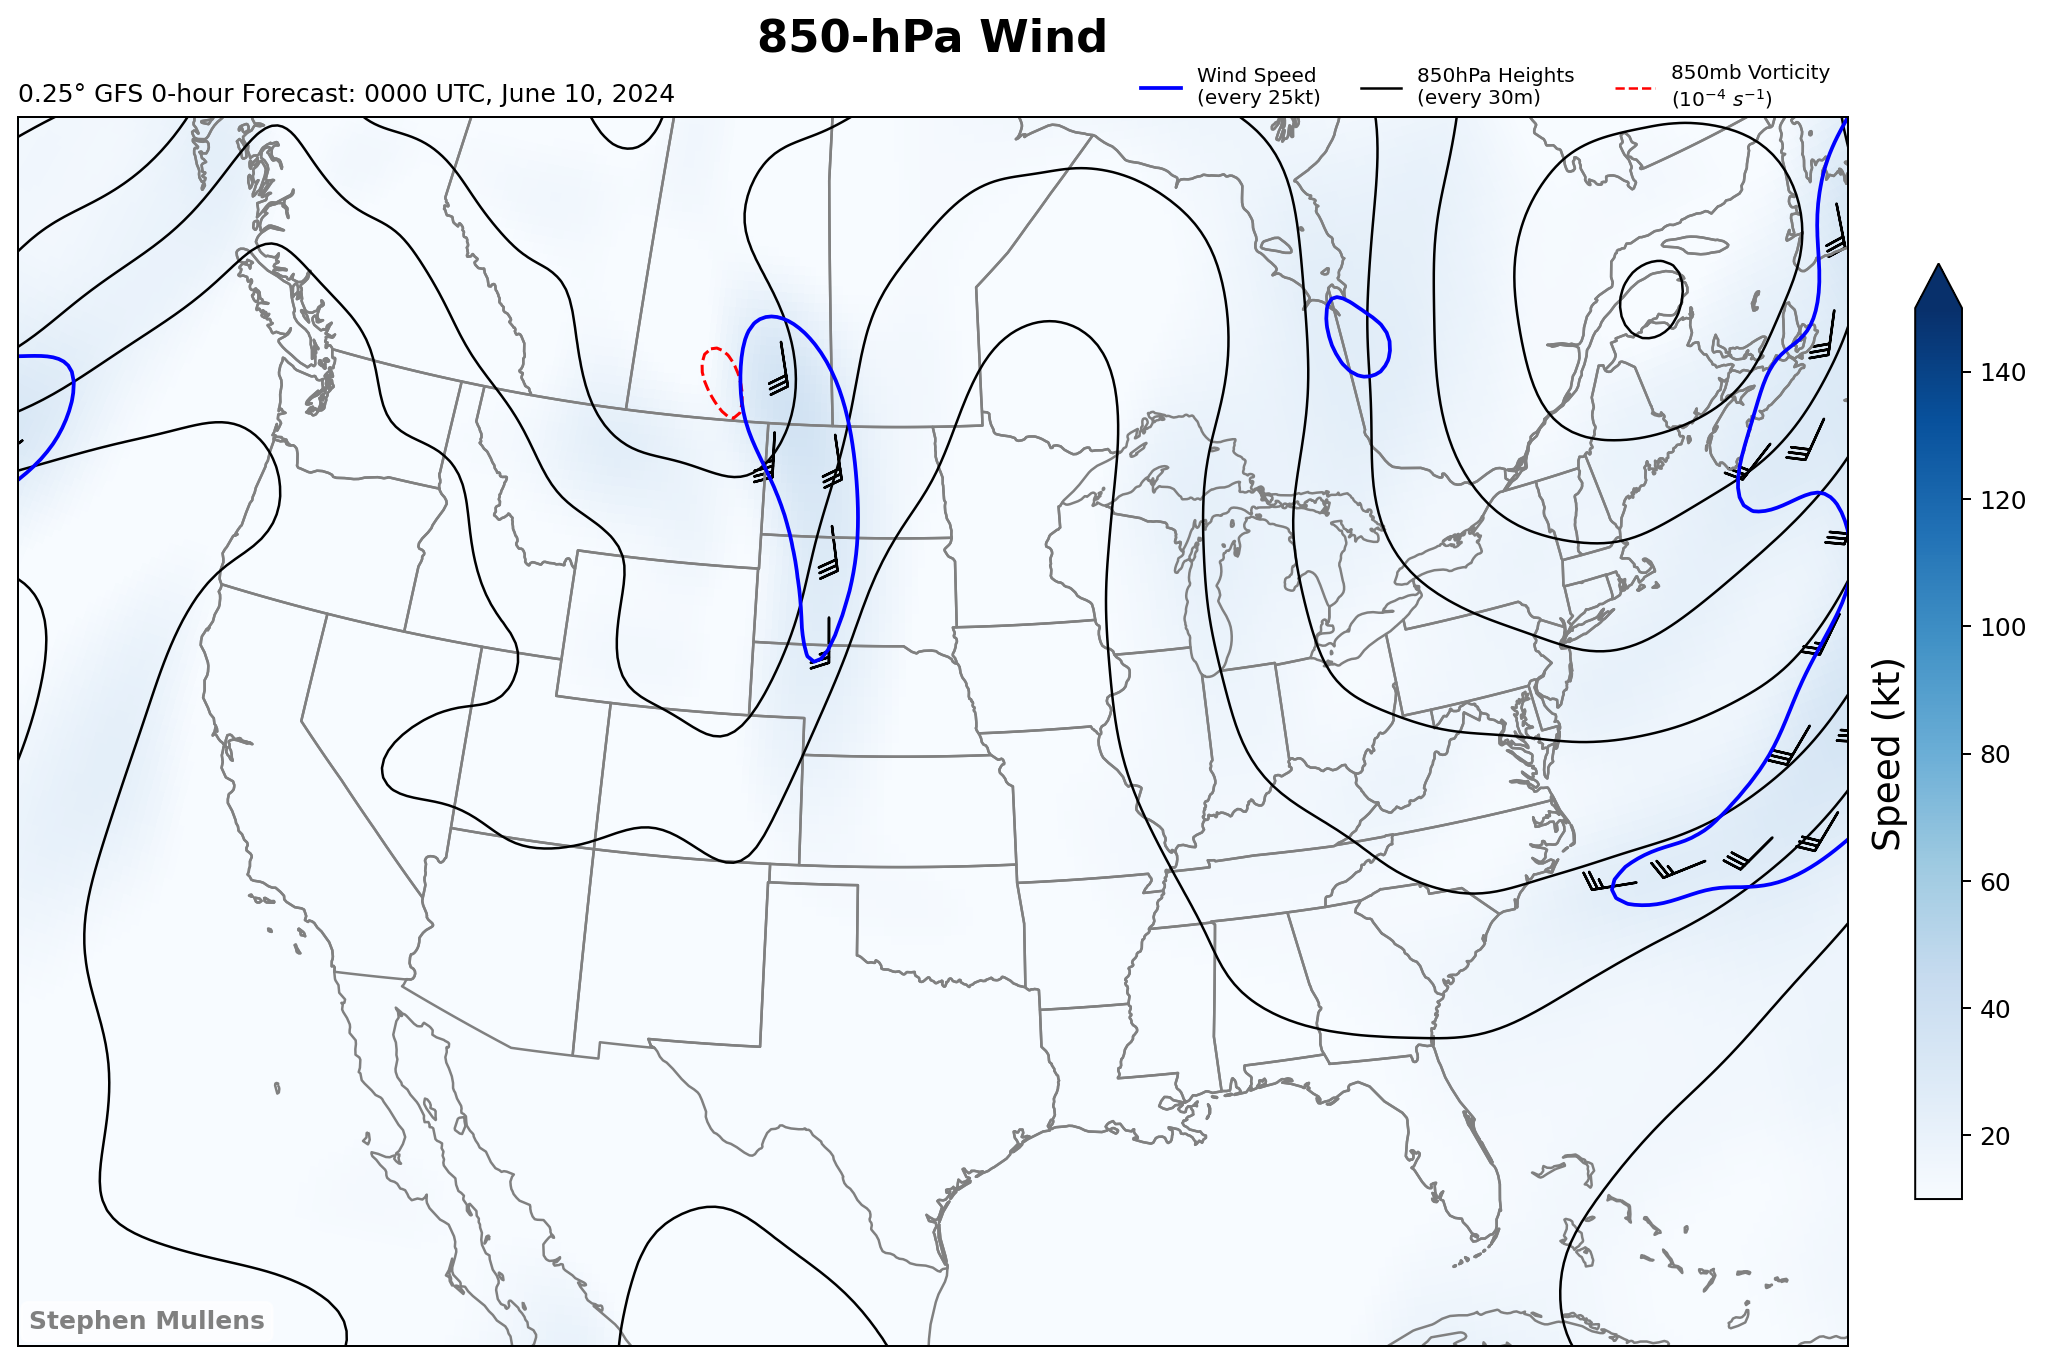 850-hPa Wind
0.25° GFS 0-hour Forecast: 0000 UTC, June 10, 2024
Wind Speed
(every 25kt)
850hPa Heights
(every 30m)
850mb Vorticity
(10⁻⁴ s⁻¹)
140
120
100
80
60
40
20
Speed (kt)
Stephen Mullens